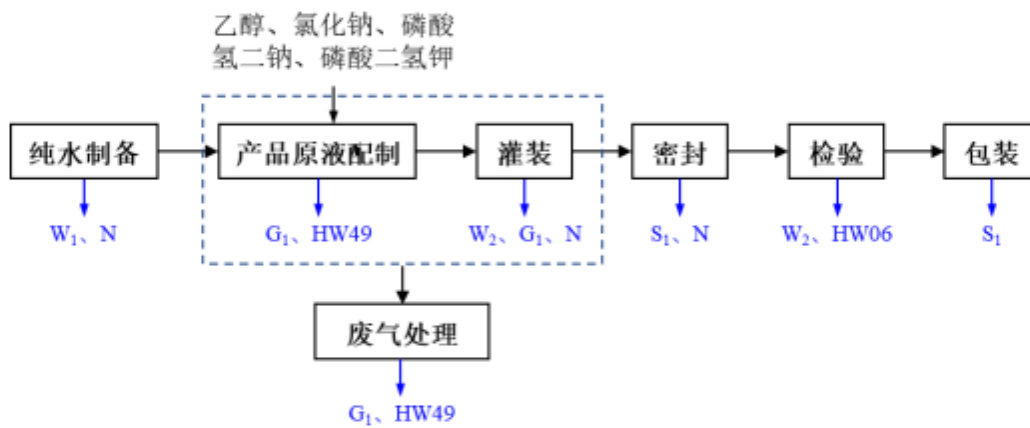 乙醇、氯化钠、磷酸
氢二钠、磷酸二氢钾
纯水制备
产品原液配制
灌装
密封
检验
包装
W₁、N
G₁、HW49
W₂、G₁、N
S₁、N
W₂、HW06
S₁
废气处理
G₁、HW49